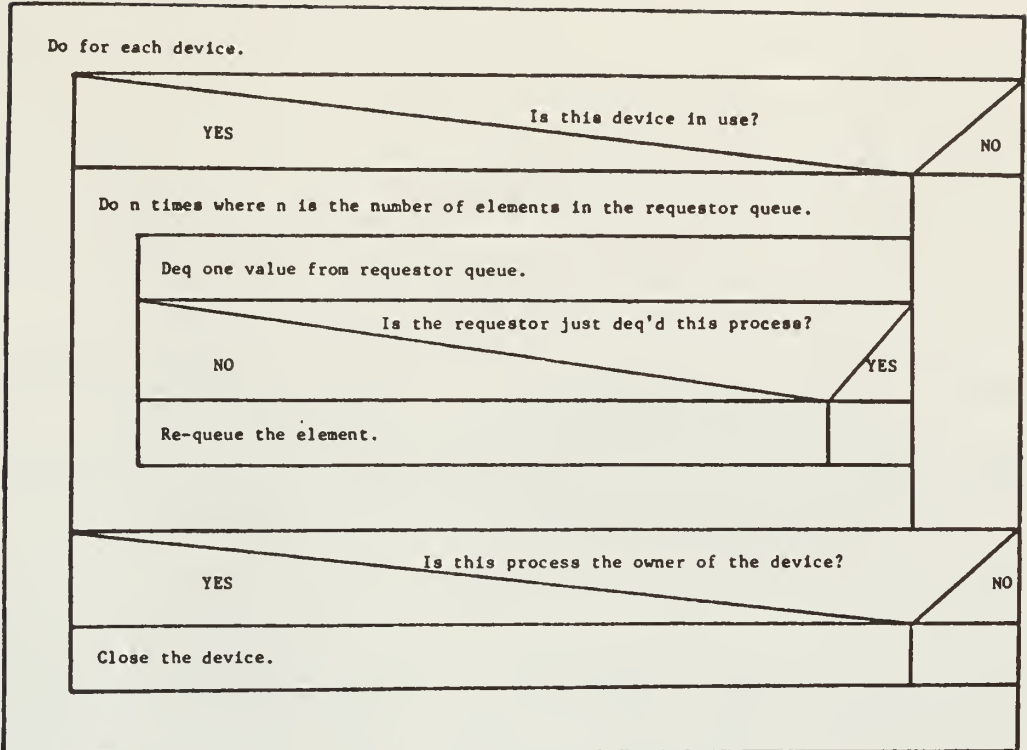 Do for each device.
Is this device in use?
YES
NO
Do n times where n is the number of elements in the requestor queue.
Deq one value from requestor queue.
Is the requestor just deq'd this process?
NO
YES
Re-queue the element.
Is this process the owner of the device?
YES
NO
Close the device.